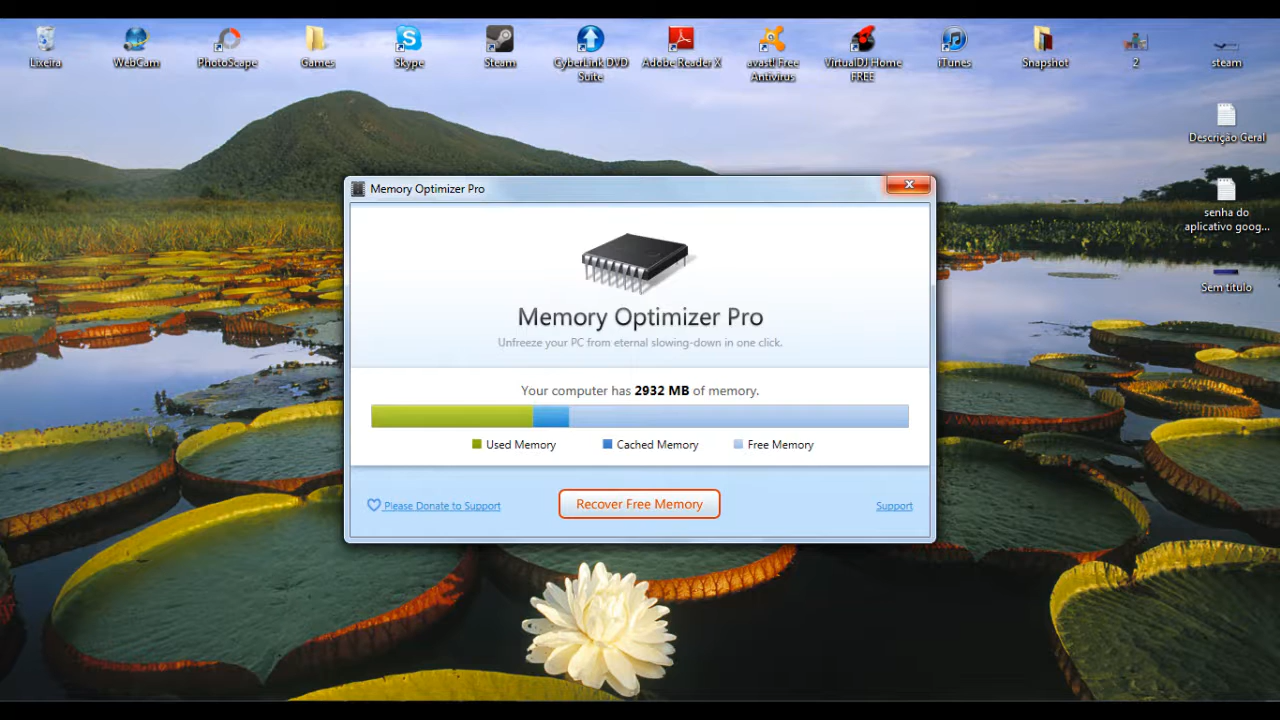 Lixeira
WebCam
PhotoScape
Games
Skype
Steam
CyberLink DVD
Suite
Adobe Reader X
avast! Free
Antivirus
VirtualDJ Home
FREE
iTunes
Snapshot
2
steam
Descrição Geral
senha do
aplicativo goog...
Sem título
Memory Optimizer Pro
Memory Optimizer Pro
Unfreeze your PC from eternal slowing-down in one click.
Your computer has 2932 MB of memory.
Used Memory
Cached Memory
Free Memory
Please Donate to Support
Recover Free Memory
Support